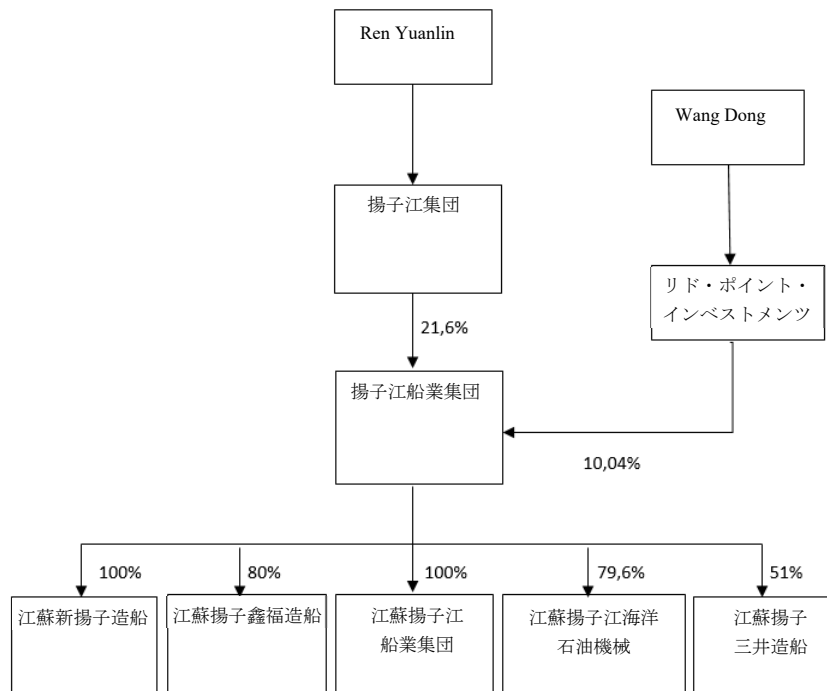 Ren Yuanlin
Wang Dong
揚子江集団
リド・ポイント・
インベストメンツ
21,6%
揚子江船業集団
10,04%
100%
80%
100%
79,6%
51%
江蘇新揚子造船
江蘇揚子鑫福造船
江蘇揚子江
船業集団
江蘇揚子江海洋
石油機械
江蘇揚子
三井造船